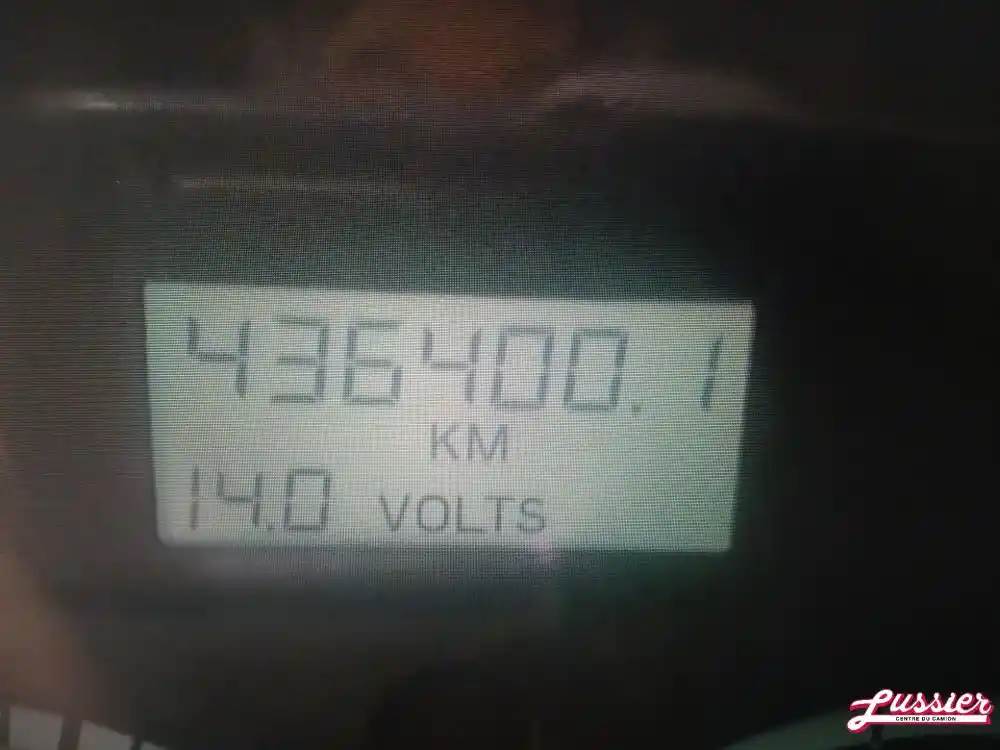 436400.1
KM
14.0 VOLTS
Lussier
CENTRE DU CAMION